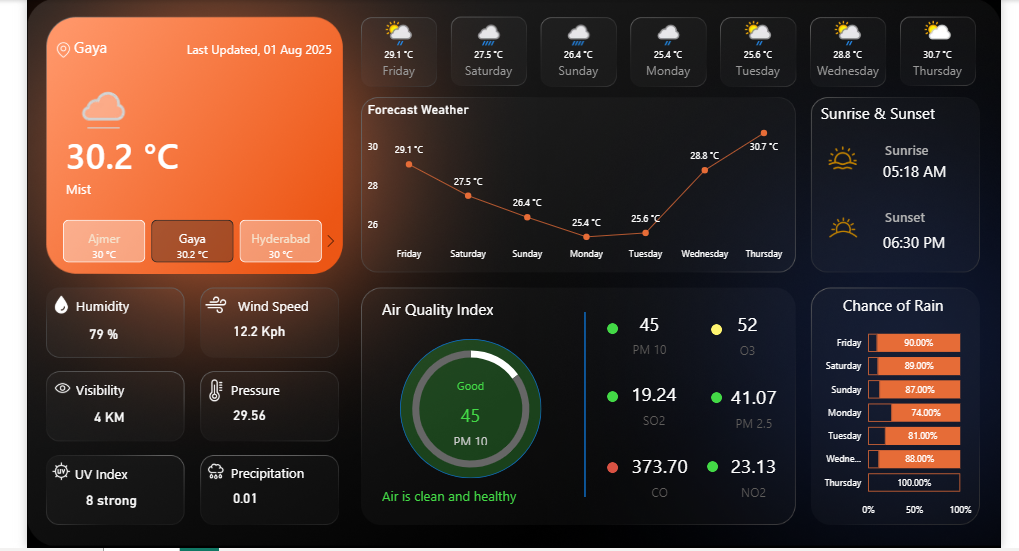 Gaya
Last Updated, 01 Aug 2025
30.2 °C
Mist
Ajmer
30 °C
Gaya
30.2 °C
Hyderabad
30 °C
29.1 °C
Friday
27.5 °C
Saturday
26.4 °C
Sunday
25.4 °C
Monday
25.6 °C
Tuesday
28.8 °C
Wednesday
30.7 °C
Thursday
Forecast Weather
30
28
26
29.1 °C
27.5 °C
26.4 °C
25.4 °C
25.6 °C
28.8 °C
30.7 °C
Friday Saturday Sunday Monday Tuesday Wednesday Thursday
Sunrise & Sunset
Sunrise
05:18 AM
Sunset
06:30 PM
Humidity
79 %
Wind Speed
12.2 Kph
Visibility
4 KM
Pressure
29.56
UV
UV Index
8 strong
Precipitation
0.01
Air Quality Index
Good
45
PM 10
Air is clean and healthy
45
PM 10
52
O3
19.24
SO2
41.07
PM 2.5
373.70
CO
23.13
NO2
Chance of Rain
Friday 90.00%
Saturday 89.00%
Sunday 87.00%
Monday 74.00%
Tuesday 81.00%
Wedne... 88.00%
Thursday 100.00%
0% 50% 100%